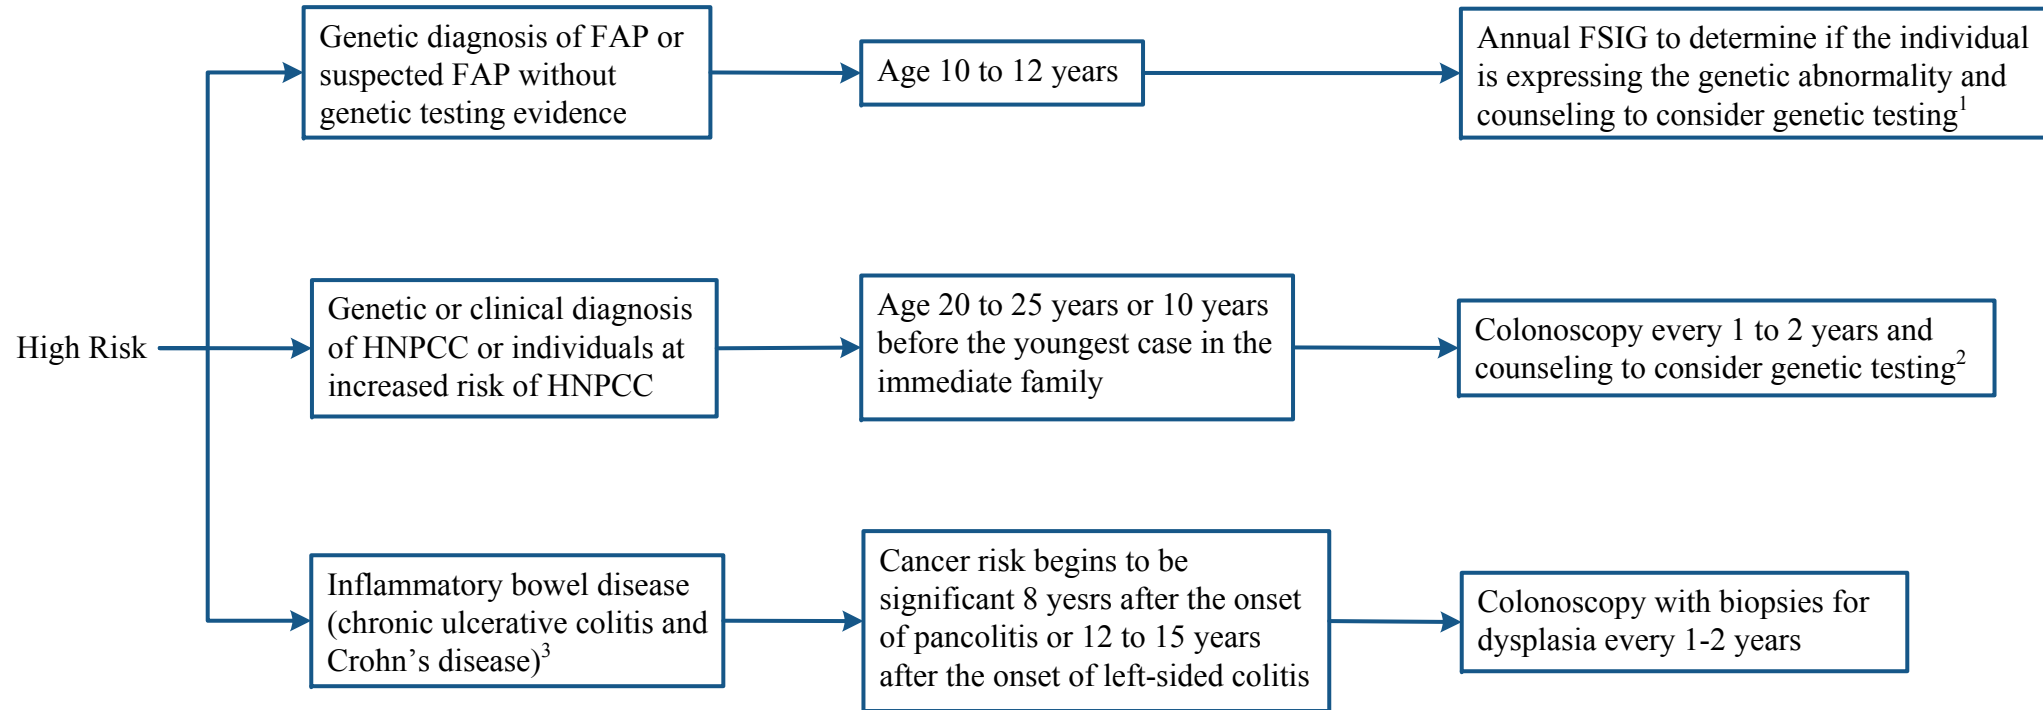 Genetic diagnosis of FAP or
suspected FAP without
genetic testing evidence
Age 10 to 12 years
Annual FSIG to determine if the individual
is expressing the genetic abnormality and
counseling to consider genetic testing1
High Risk
Genetic or clinical diagnosis
of HNPCC or individuals at
increased risk of HNPCC
Age 20 to 25 years or 10 years
before the youngest case in the
immediate family
Colonoscopy every 1 to 2 years and
counseling to consider genetic testing2
Inflammatory bowel disease
(chronic ulcerative colitis and
Crohn’s disease)3
Cancer risk begins to be
significant 8 yesrs after the onset
of pancolitis or 12 to 15 years
after the onset of left-sided colitis
Colonoscopy with biopsies for
dysplasia every 1-2 years